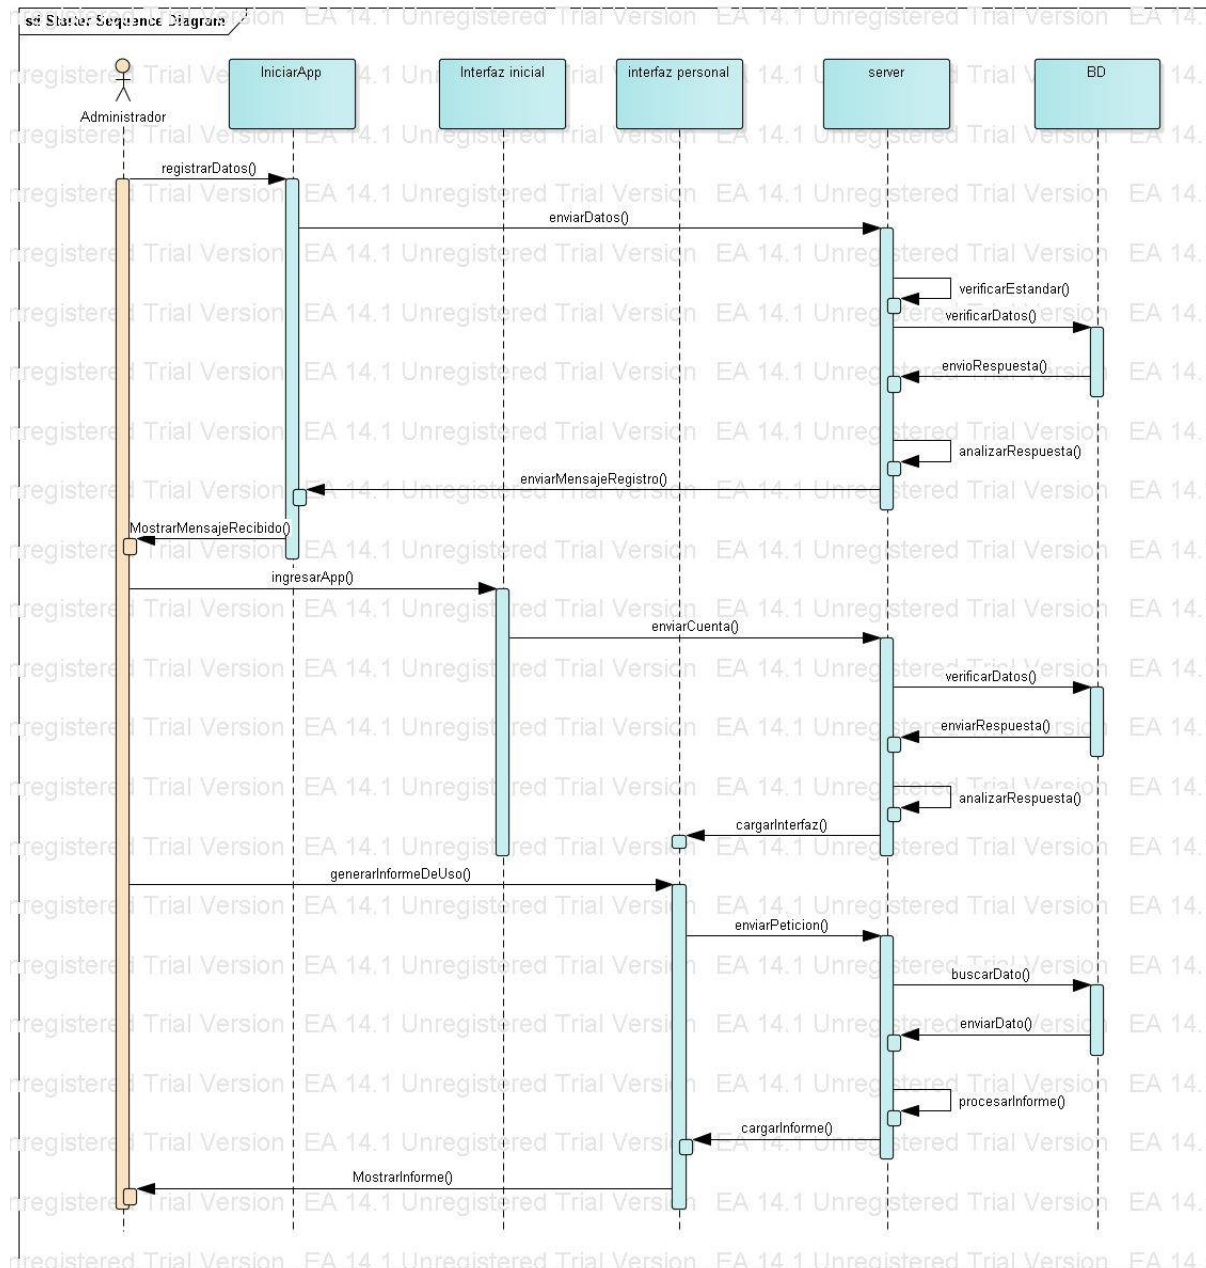 sd Starter Sequence Diagram
Administrador
IniciarApp
Interfaz inicial
interfaz personal
server
BD
registrarDatos()
enviarDatos()
verificarEstandar()
verificarDatos()
envioRespuesta()
analizarRespuesta()
enviarMensajeRegistro()
MostrarMensajeRecibido()
ingresarApp()
enviarCuenta()
verificarDatos()
enviarRespuesta()
analizarRespuesta()
cargarInterfaz()
generarInformeDeUso()
enviarPeticion()
buscarDato()
enviarDato()
procesarInforme()
cargarInforme()
MostrarInforme()
EA 14.1 Unregistered Trial Version